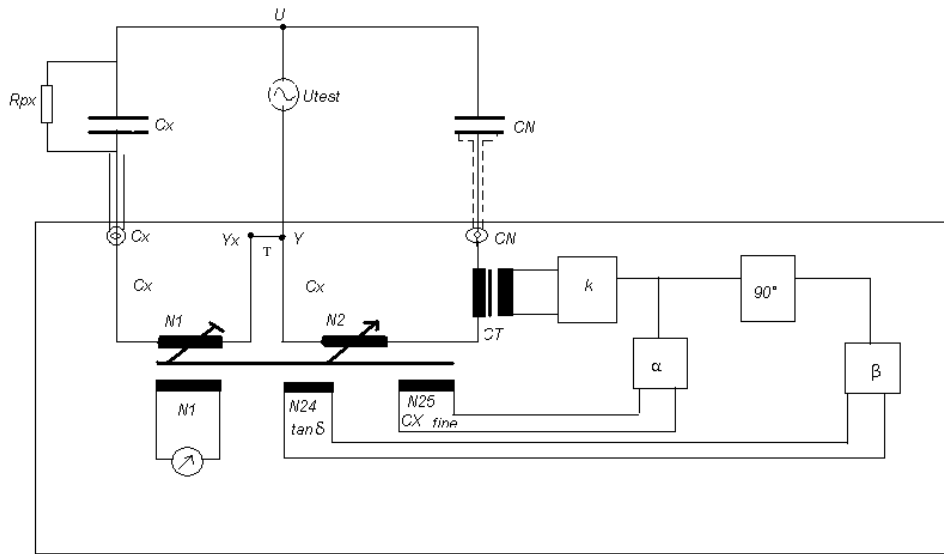 U
Rpx
Cx
Utest
CN
Cx
Yx
T
Y
CN
Cx
Cx
k
90°
N1
N2
CT
α
β
N1
N24
tanδ
N25
CX fine